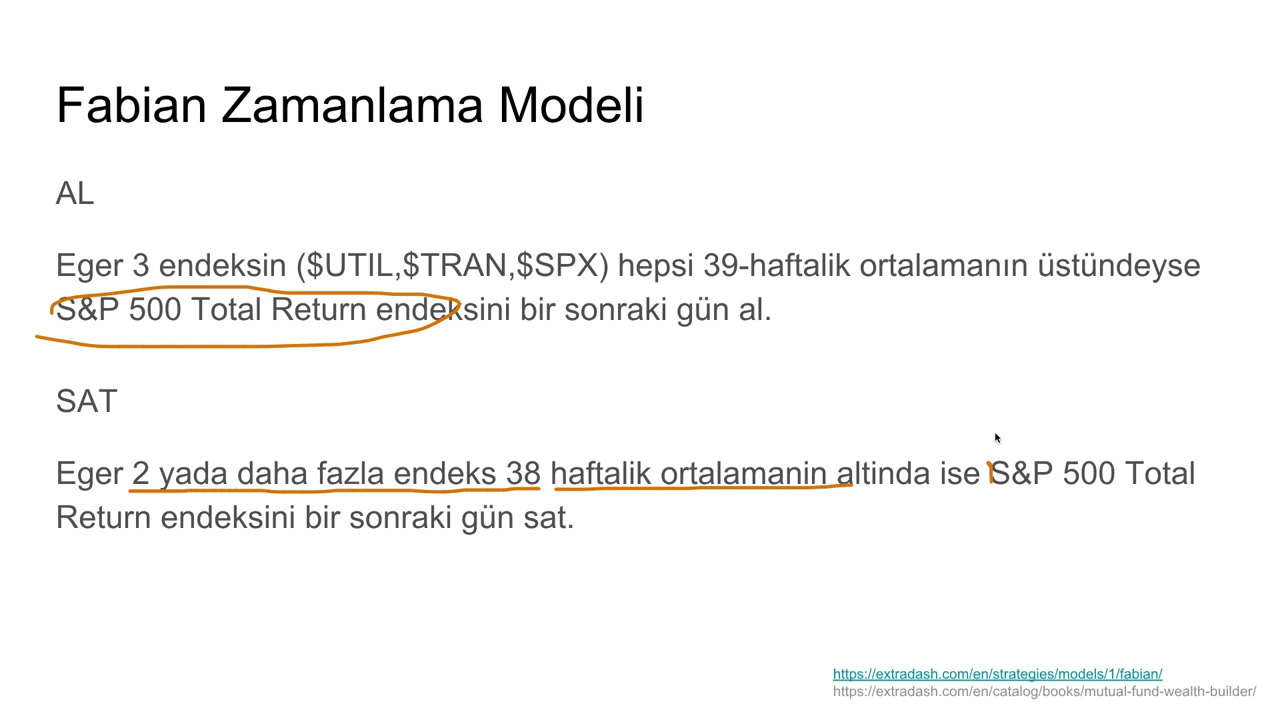 Fabian Zamanlama Modeli
AL
Eger 3 endeksin ($UTIL,$TRAN,$SPX) hepsi 39-haftalik ortalamanın üstündeyse
S&P 500 Total Return endeksini bir sonraki gün al.
SAT
Eger 2 yada daha fazla endeks 38 haftalik ortalamanin altinda ise S&P 500 Total
Return endeksini bir sonraki gün sat.
https://extradash.com/en/strategies/models/1/fabian/
https://extradash.com/en/catalog/books/mutual-fund-wealth-builder/